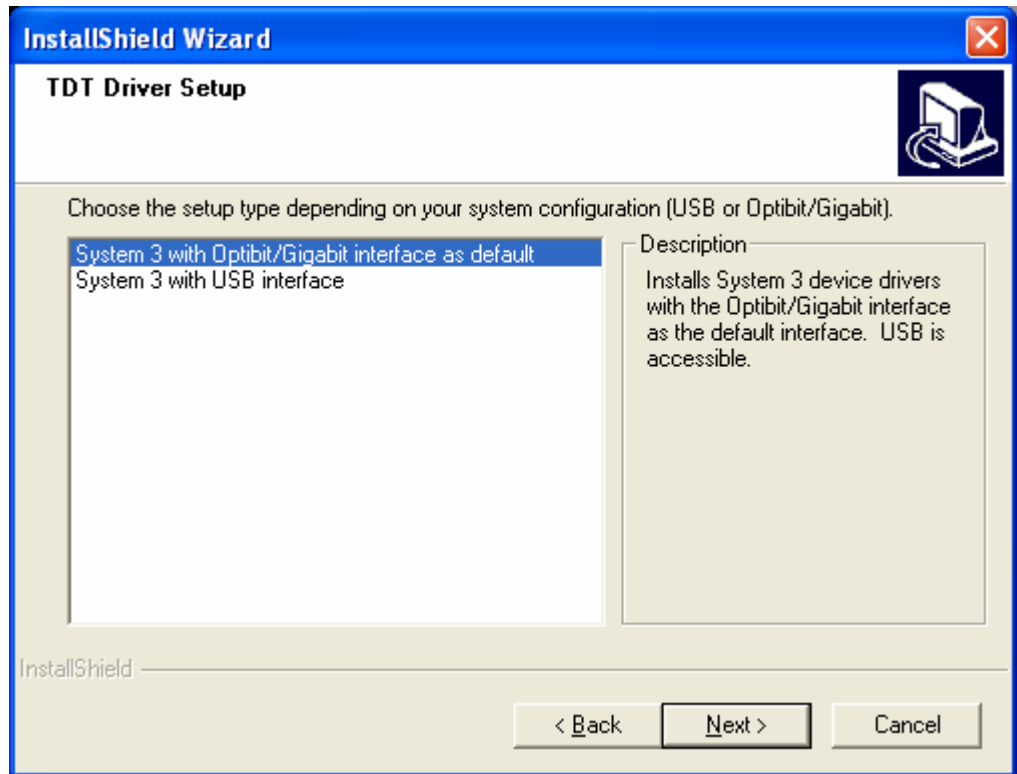 InstallShield Wizard
TDT Driver Setup
Choose the setup type depending on your system configuration (USB or Optibit/Gigabit).
System 3 with Optibit/Gigabit interface as default
System 3 with USB interface
Description
Installs System 3 device drivers
with the Optibit/Gigabit interface
as the default interface.  USB is
accessible.
InstallShield
< Back
Next >
Cancel